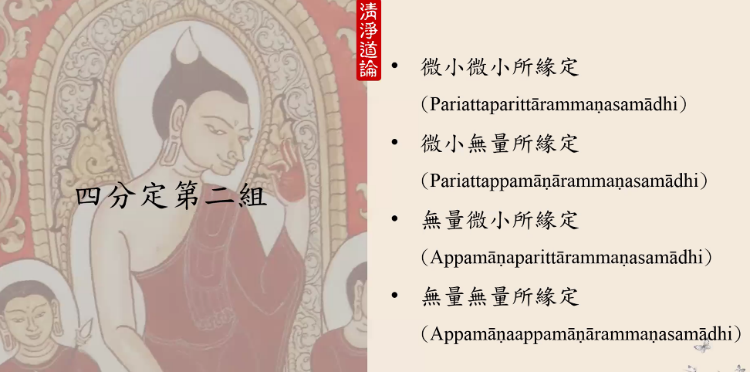 清淨道論
四分定第二組
• 微小微小所緣定
（Pariattaparittārammaṇasamādhi）
• 微小無量所緣定
（Pariattappamāṇārammaṇasamādhi）
• 無量微小所緣定
（Appamāṇaparittārammaṇasamādhi）
• 無量無量所緣定
（Appamāṇaappamāṇārammaṇasamādhi）